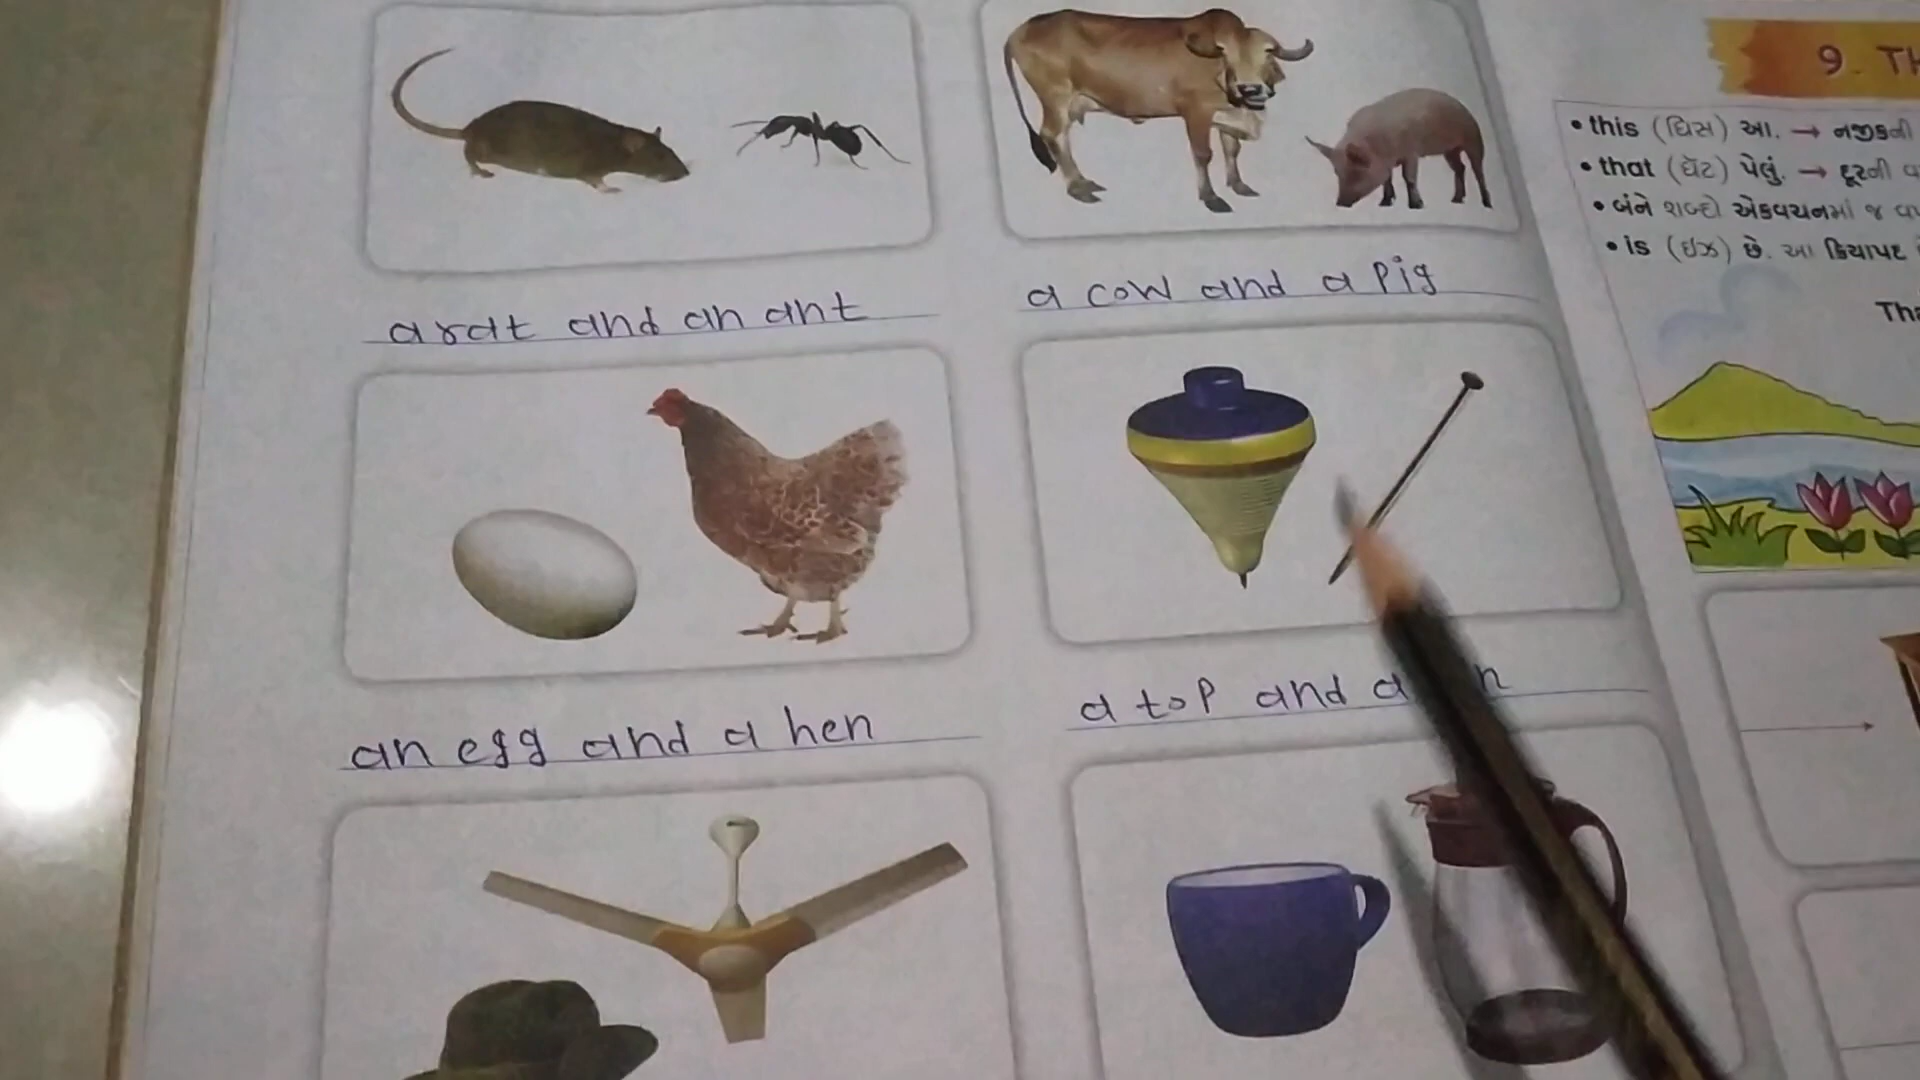 a rat and an ant
a cow and a pig
an egg and a hen
a top and a
9. TH
• this (ધિસ) આ. → નજીકની
• that (ધૅટ) પેલું. → દૂરની
• બંને શબ્દો એકવચનમાં જ
• is (ઇઝ) છે. આ ક્રિયાપદ
Tha